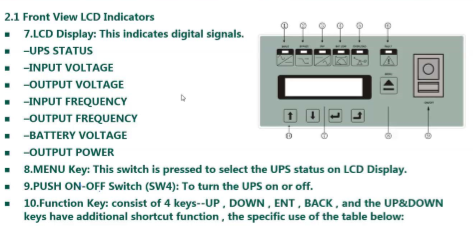 2.1 Front View LCD Indicators
▪ 7.LCD Display: This indicates digital signals.
▪ –UPS STATUS
▪ –INPUT VOLTAGE
▪ –OUTPUT VOLTAGE
▪ –INPUT FREQUENCY
▪ –OUTPUT FREQUENCY
▪ –BATTERY VOLTAGE
▪ –OUTPUT POWER
▪ 8.MENU Key: This switch is pressed to select the UPS status on LCD Display.
▪ 9.PUSH ON-OFF Switch (SW4): To turn the UPS on or off.
▪ 10.Function Key: consist of 4 keys--UP , DOWN , ENT , BACK , and the UP&DOWN
keys have additional shortcut function , the specific use of the table below: